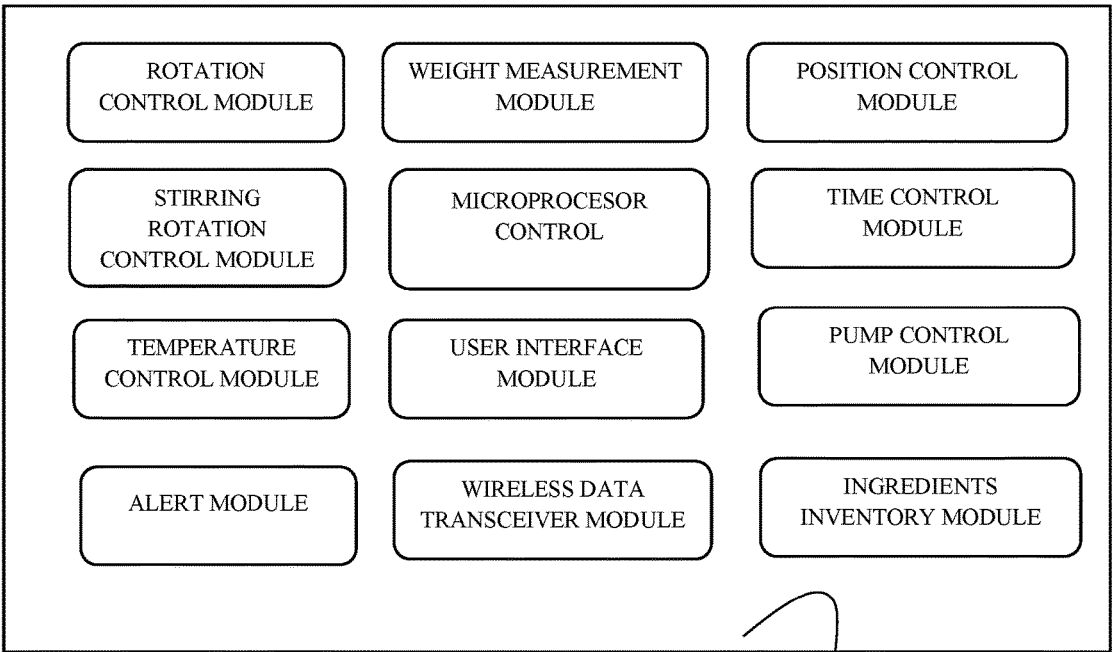 ROTATION
CONTROL MODULE
WEIGHT MEASUREMENT
MODULE
POSITION CONTROL
MODULE
STIRRING
ROTATION
CONTROL MODULE
MICROPROCESOR
CONTROL
TIME CONTROL
MODULE
TEMPERATURE
CONTROL MODULE
USER INTERFACE
MODULE
PUMP CONTROL
MODULE
ALERT MODULE
WIRELESS DATA
TRANSCEIVER MODULE
INGREDIENTS
INVENTORY MODULE